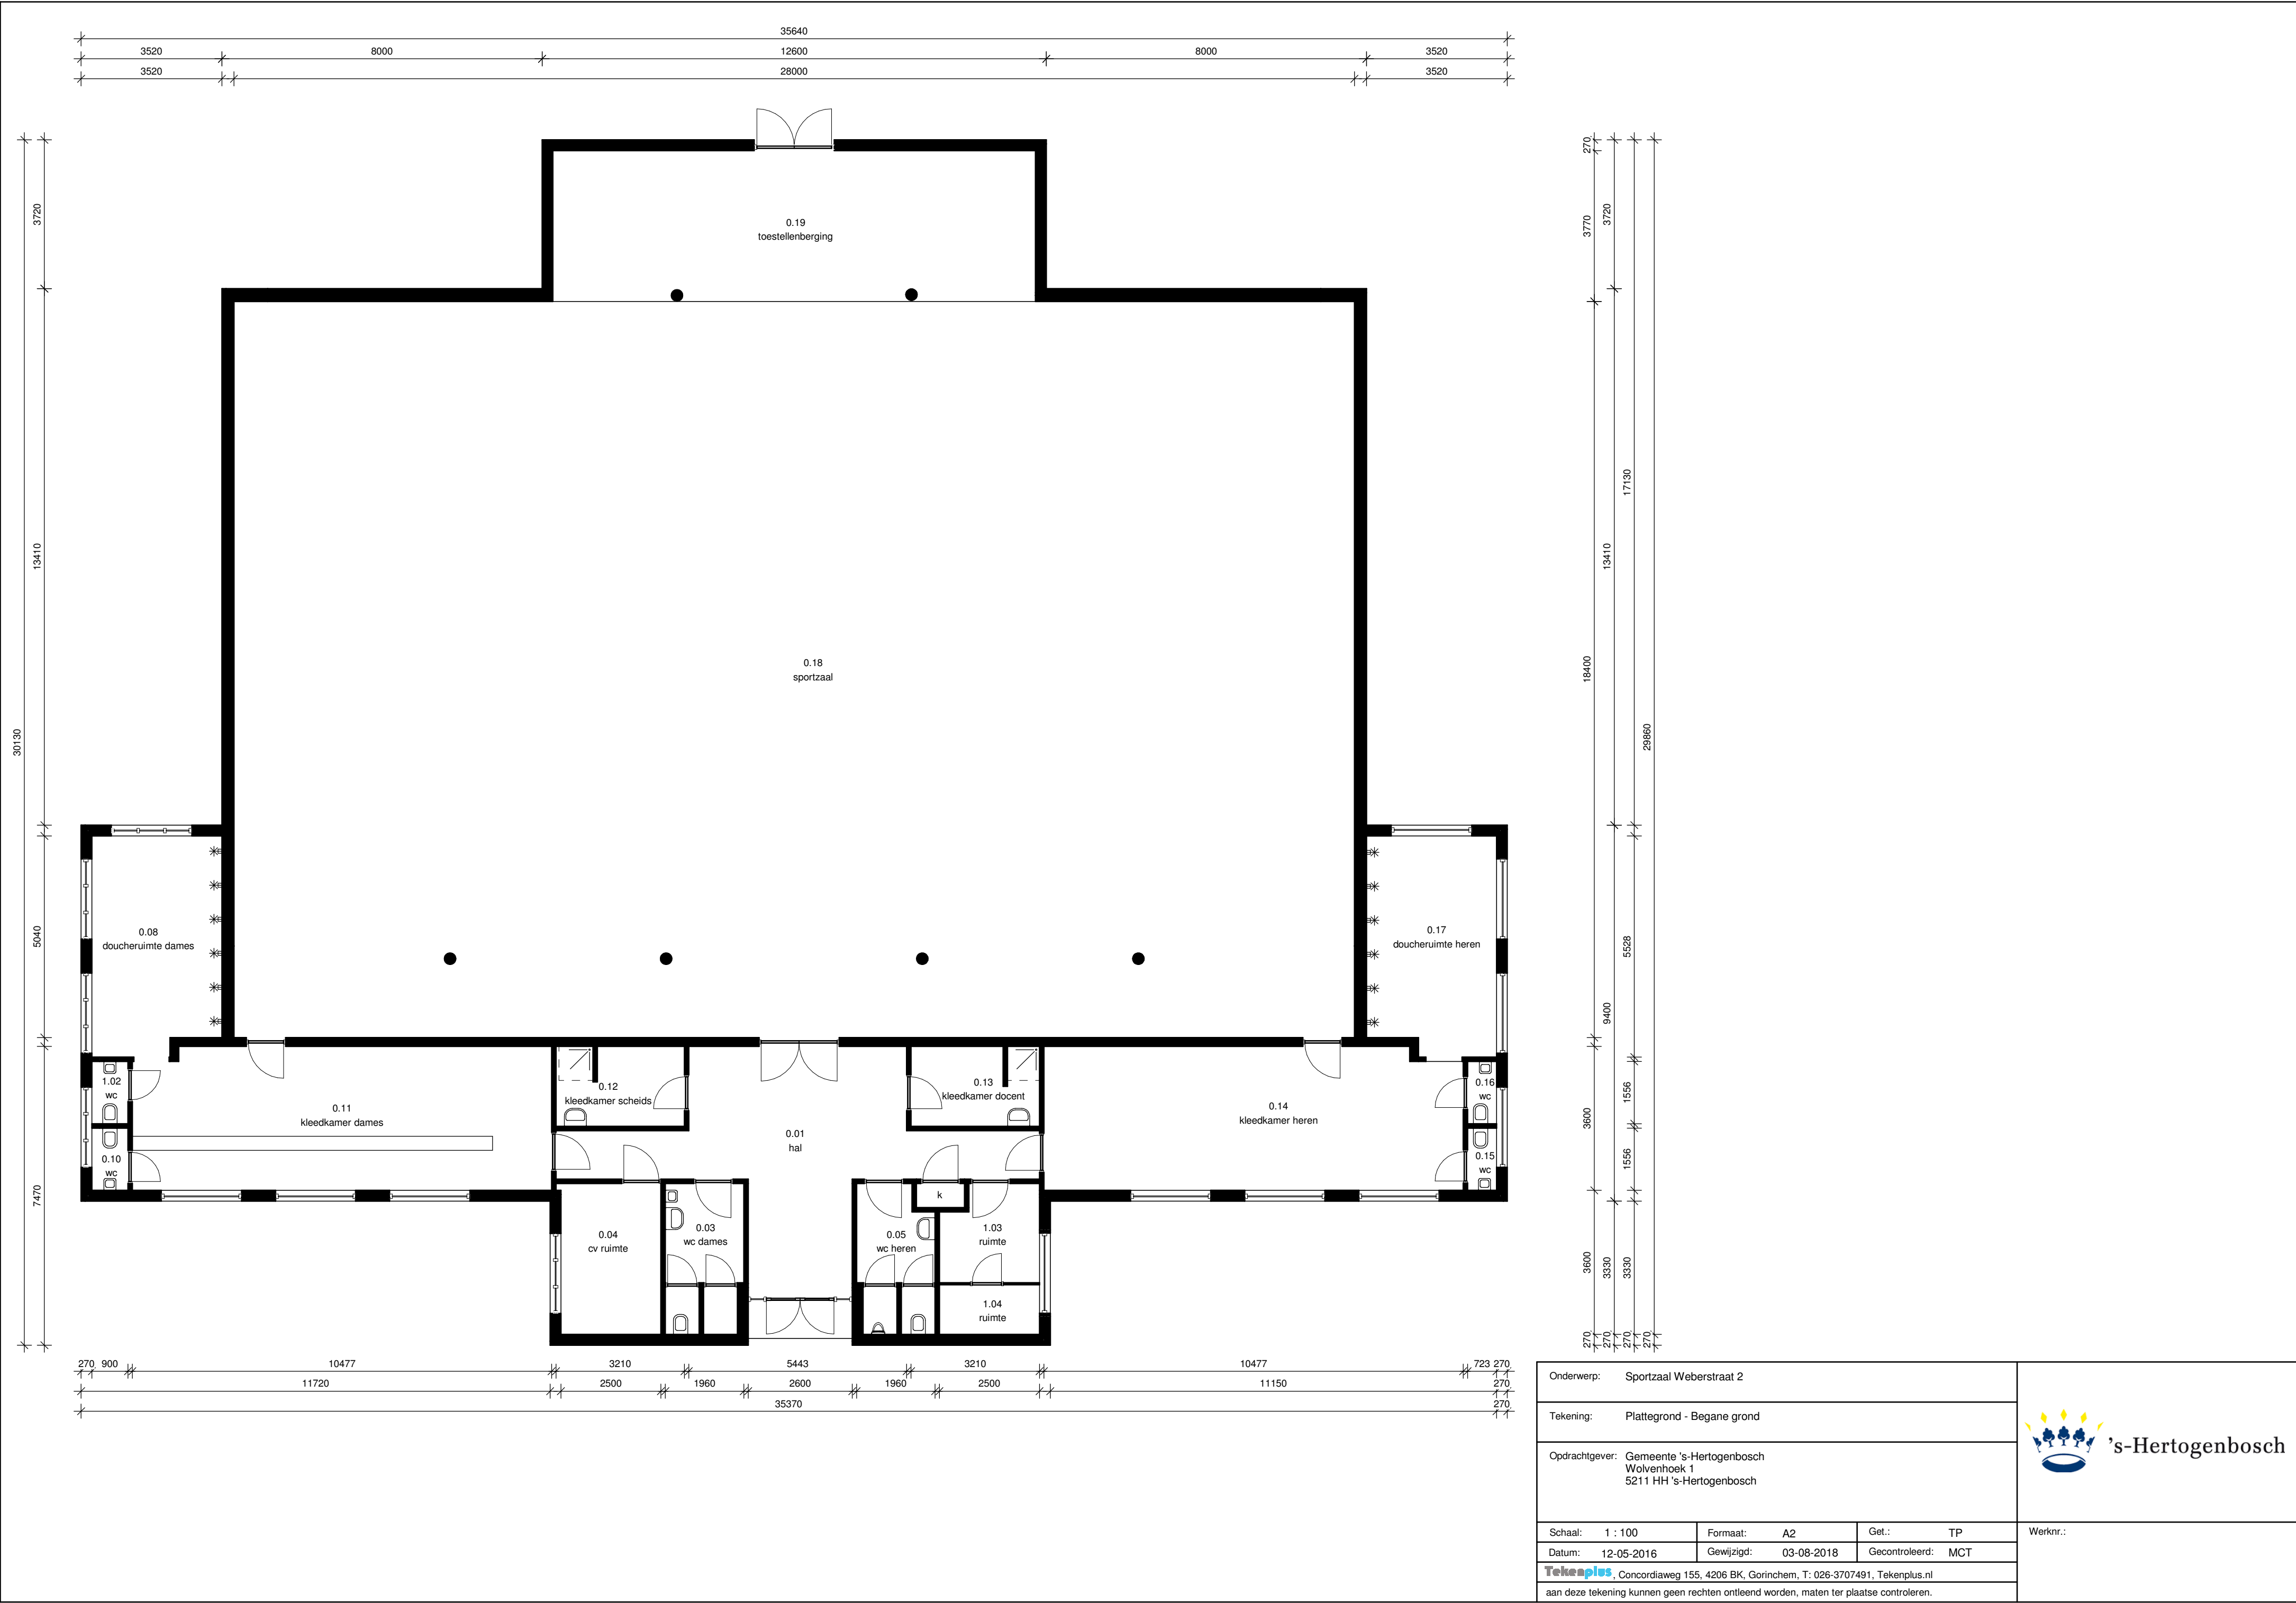 35640
3520 8000 12600 8000 3520
3520 28000 3520
30130
3720
13410
5040
7470
270
3770
18400
3600
3600
270
3720
13410
9400
3330
270
17130
5528
1556
1556
3330
270
29860
270
0.19
toestellenberging
0.18
sportzaal
0.08
doucheruimte dames
0.17
doucheruimte heren
1.02
wc
0.10
wc
0.11
kleedkamer dames
0.12
kleedkamer scheids
0.01
hal
0.13
kleedkamer docent
0.14
kleedkamer heren
0.16
wc
0.15
wc
0.04
cv ruimte
0.03
wc dames
0.05
wc heren
k
1.03
ruimte
1.04
ruimte
270 900 10477 3210 5443 3210 10477 723 270
11720 2500 1960 2600 1960 2500 11150 270
35370 270
Onderwerp: Sportzaal Weberstraat 2
Tekening: Plattegrond - Begane grond
Opdrachtgever: Gemeente 's-Hertogenbosch
Wolvenhoek 1
5211 HH 's-Hertogenbosch
Schaal: 1 : 100 Formaat: A2 Get.: TP
Datum: 12-05-2016 Gewijzigd: 03-08-2018 Gecontroleerd: MCT
Tekenplus, Concordiaweg 155, 4206 BK, Gorinchem, T: 026-3707491, Tekenplus.nl
aan deze tekening kunnen geen rechten ontleend worden, maten ter plaatse controleren.
's-Hertogenbosch
Werknr.: